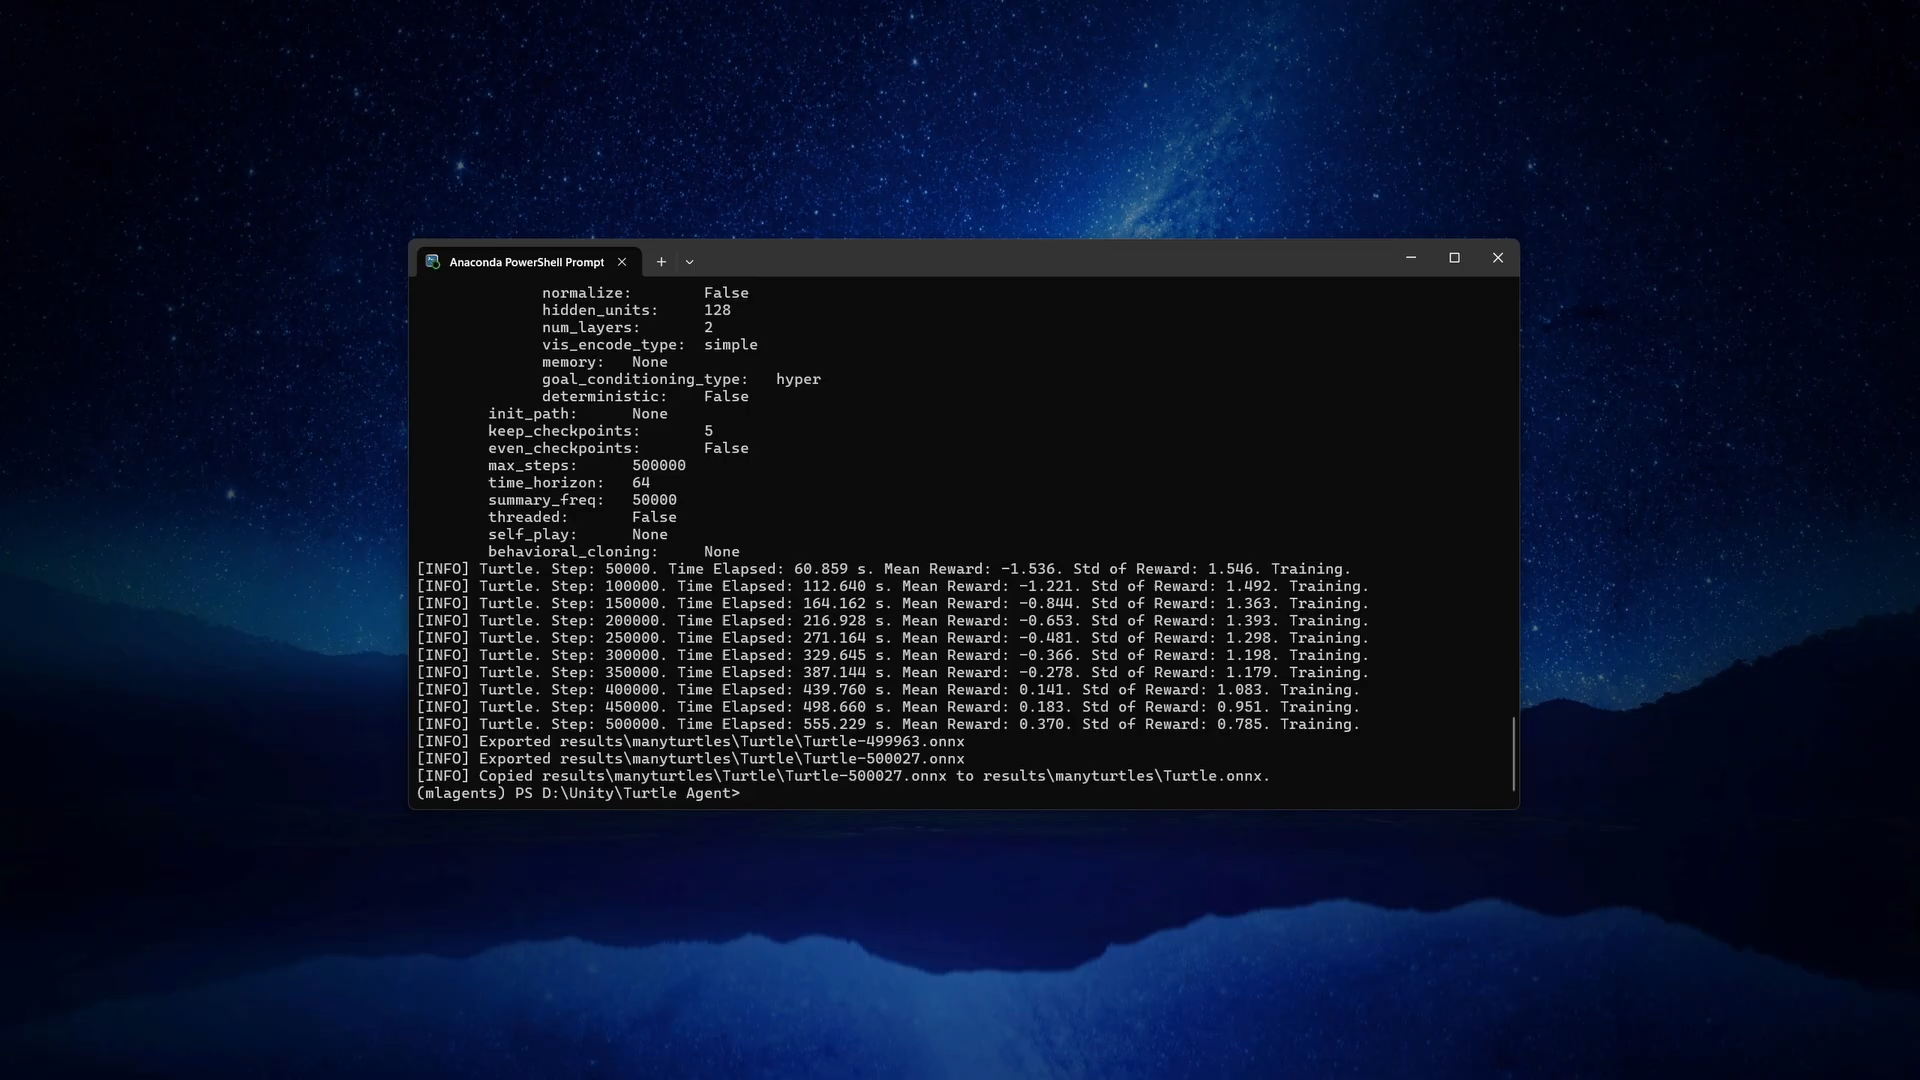 Anaconda PowerShell Prompt
normalize: False
hidden_units: 128
num_layers: 2
vis_encode_type: simple
memory: None
goal_conditioning_type: hyper
deterministic: False
init_path: None
keep_checkpoints: 5
even_checkpoints: False
max_steps: 500000
time_horizon: 64
summary_freq: 50000
threaded: False
self_play: None
behavioral_cloning: None
[INFO] Turtle. Step: 50000. Time Elapsed: 60.859 s. Mean Reward: -1.536. Std of Reward: 1.546. Training.
[INFO] Turtle. Step: 100000. Time Elapsed: 112.640 s. Mean Reward: -1.221. Std of Reward: 1.492. Training.
[INFO] Turtle. Step: 150000. Time Elapsed: 164.162 s. Mean Reward: -0.844. Std of Reward: 1.363. Training.
[INFO] Turtle. Step: 200000. Time Elapsed: 216.928 s. Mean Reward: -0.653. Std of Reward: 1.393. Training.
[INFO] Turtle. Step: 250000. Time Elapsed: 271.164 s. Mean Reward: -0.481. Std of Reward: 1.298. Training.
[INFO] Turtle. Step: 300000. Time Elapsed: 329.645 s. Mean Reward: -0.366. Std of Reward: 1.198. Training.
[INFO] Turtle. Step: 350000. Time Elapsed: 387.144 s. Mean Reward: -0.278. Std of Reward: 1.179. Training.
[INFO] Turtle. Step: 400000. Time Elapsed: 439.760 s. Mean Reward: 0.141. Std of Reward: 1.083. Training.
[INFO] Turtle. Step: 450000. Time Elapsed: 498.660 s. Mean Reward: 0.183. Std of Reward: 0.951. Training.
[INFO] Turtle. Step: 500000. Time Elapsed: 555.229 s. Mean Reward: 0.370. Std of Reward: 0.785. Training.
[INFO] Exported results\manyturtles\Turtle\Turtle-499963.onnx
[INFO] Exported results\manyturtles\Turtle\Turtle-500027.onnx
[INFO] Copied results\manyturtles\Turtle\Turtle-500027.onnx to results\manyturtles\Turtle.onnx.
(mlagents) PS D:\Unity\Turtle Agent>